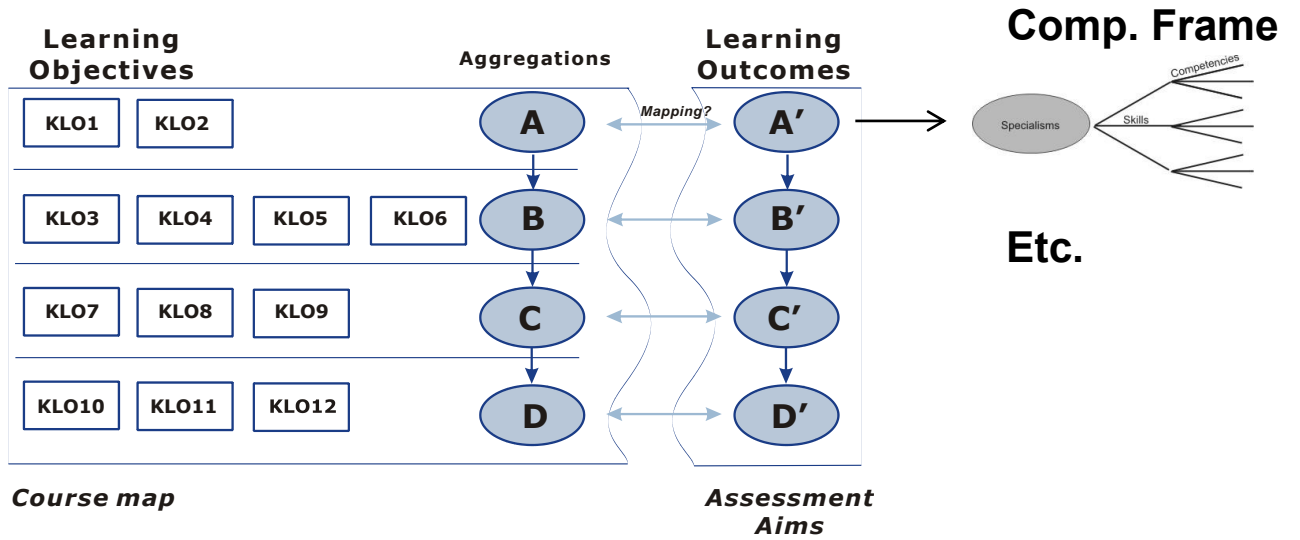 Comp. Frame
Learning
Objectives
Aggregations
Learning
Outcomes
Competencies
Skills
Specialisms
KLO1 KLO2 A Mapping? A’
KLO3 KLO4 KLO5 KLO6 B B’
Etc.
KLO7 KLO8 KLO9 C C’
KLO10 KLO11 KLO12 D D’
Course map
Assessment
Aims